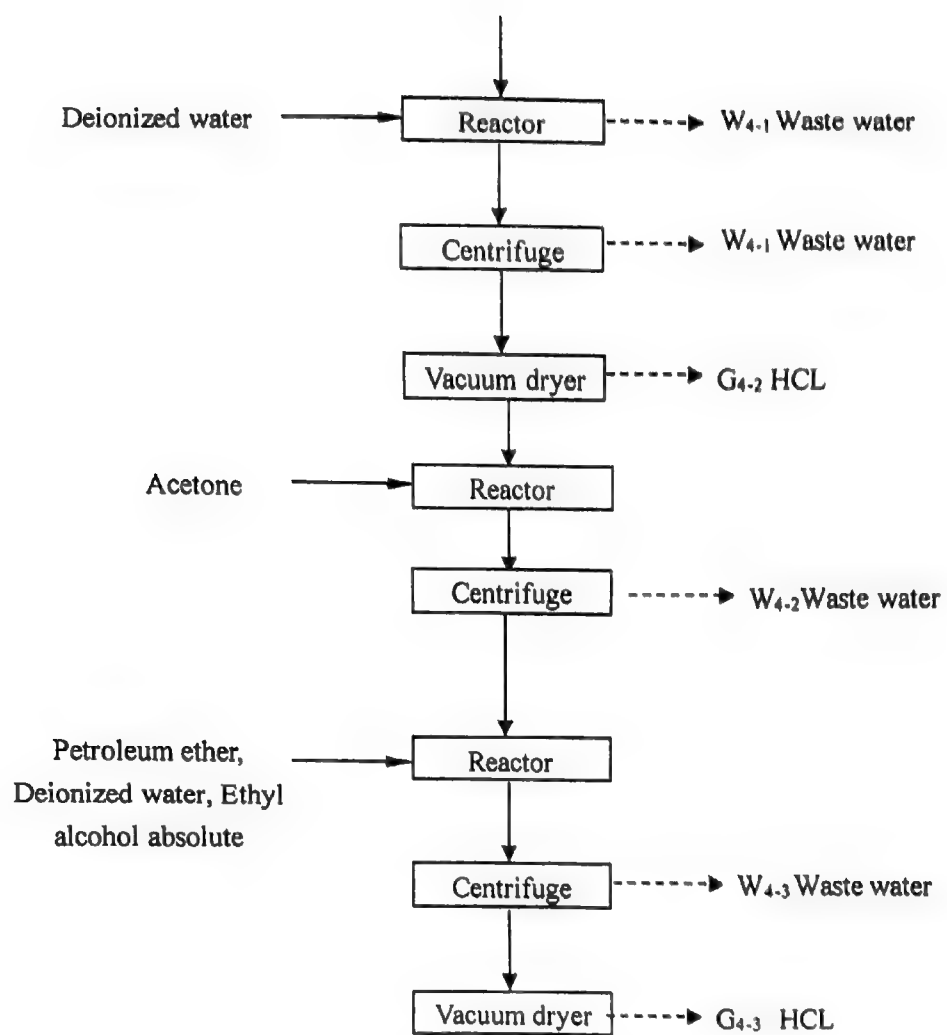 Deionized water Reactor W4-1 Waste water
Centrifuge W4-1 Waste water
Vacuum dryer G4-2 HCL
Acetone Reactor
Centrifuge W4-2 Waste water
Petroleum ether,
Deionized water, Ethyl
alcohol absolute
Reactor
Centrifuge W4-3 Waste water
Vacuum dryer G4-3 HCL